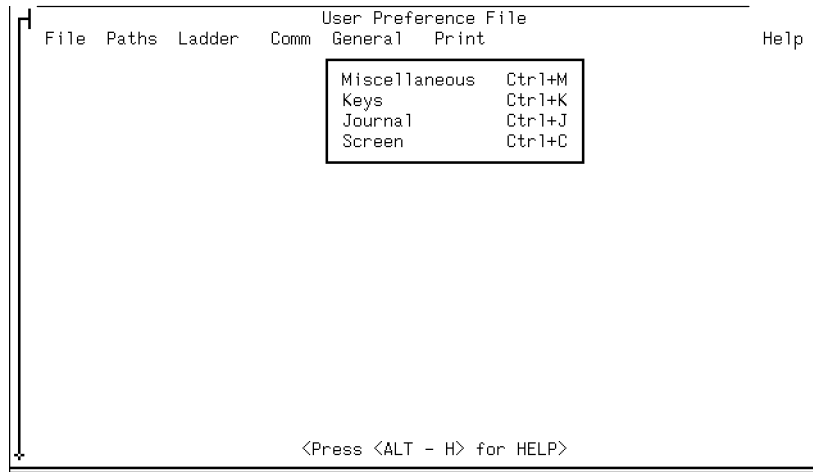 User Preference File
File Paths Ladder Comm General Print Help
Miscellaneous Ctrl+M
Keys Ctrl+K
Journal Ctrl+J
Screen Ctrl+C
<Press <ALT - H> for HELP>